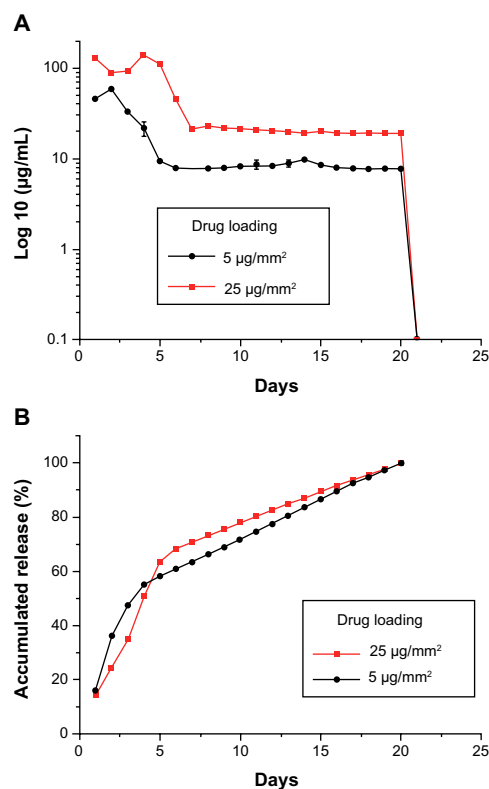 A
Log 10 (µg/mL)
100
10
1
0.1
Drug loading
5 µg/mm²
25 µg/mm²
0 5 10 15 20 25
Days
B
Accumulated release (%)
100
80
60
40
20
0
Drug loading
25 µg/mm²
5 µg/mm²
0 5 10 15 20 25
Days